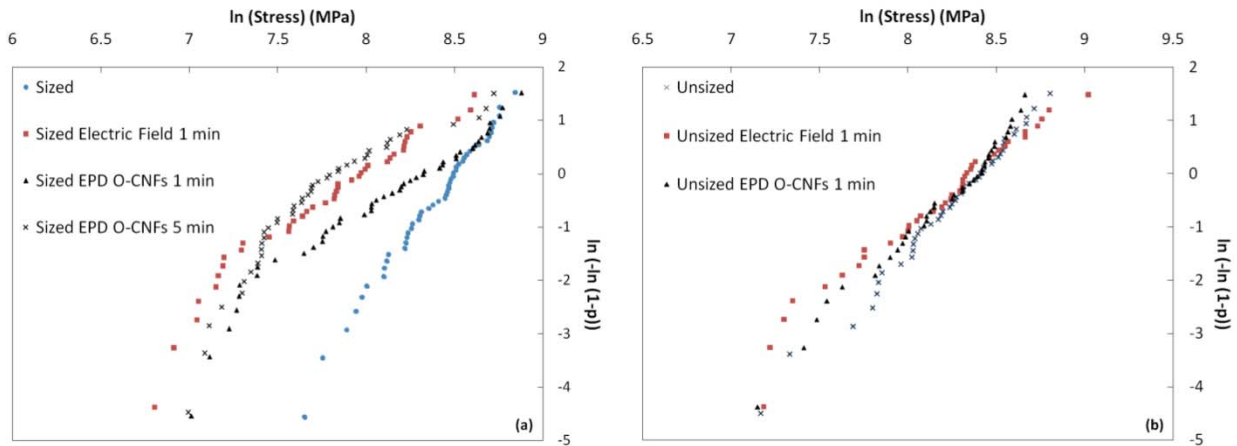 ln (Stress) (MPa)
6 6.5 7 7.5 8 8.5 9
2
1
0
-1
-2
-3
-4
-5
ln (-ln (1-p))
Sized
Sized Electric Field 1 min
Sized EPD O-CNFs 1 min
Sized EPD O-CNFs 5 min
(a)
ln (Stress) (MPa)
6.5 7 7.5 8 8.5 9 9.5
2
1
0
-1
-2
-3
-4
-5
ln (-ln (1-p))
Unsized
Unsized Electric Field 1 min
Unsized EPD O-CNFs 1 min
(b)